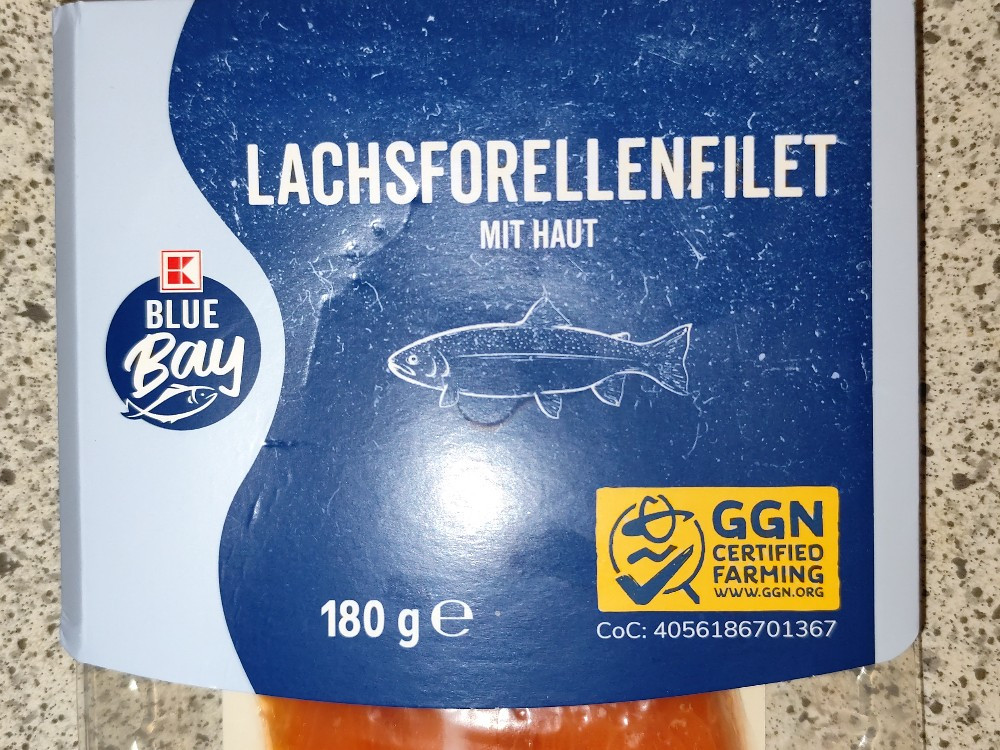 LACHSFORELLENFILET
MIT HAUT
K
BLUE
Bay
GGN
CERTIFIED
FARMING
WWW.GGN.ORG
180 g ℮
CoC: 4056186701367